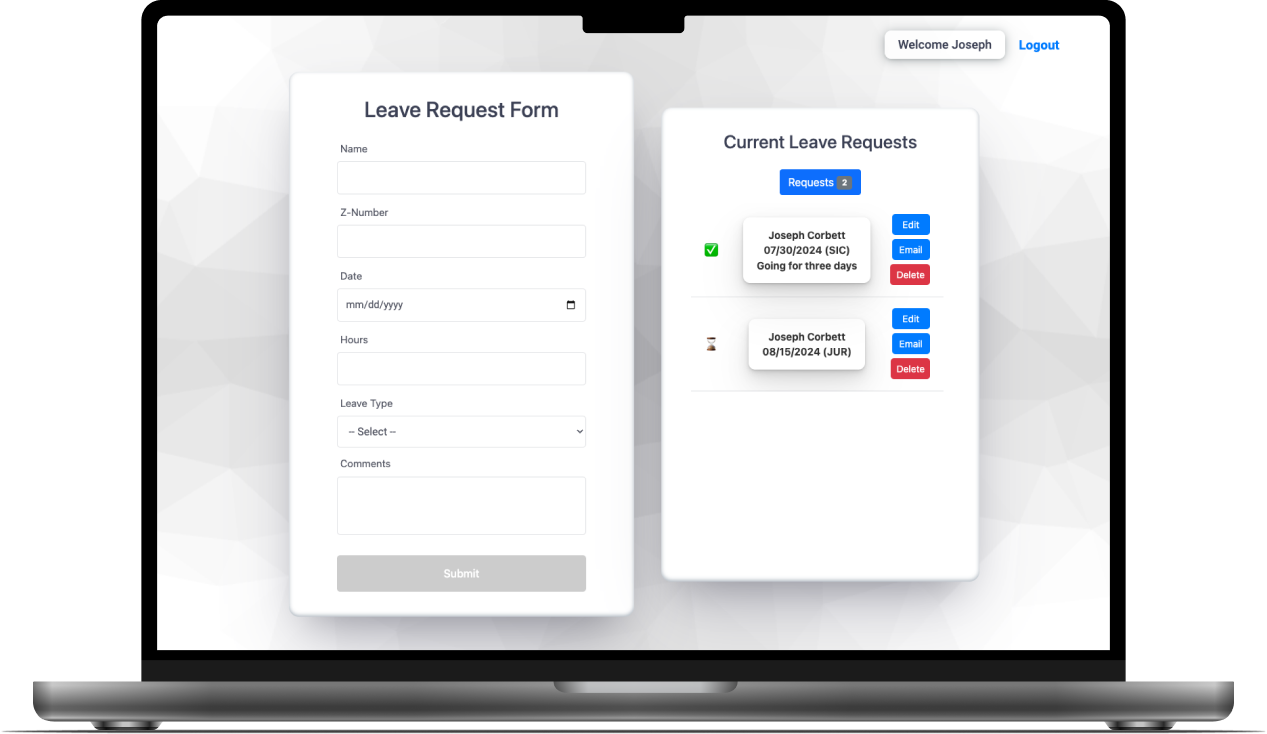 Welcome Joseph
Logout
Leave Request Form
Name
Z-Number
Date
mm/dd/yyyy
Hours
Leave Type
-- Select --
Comments
Submit
Current Leave Requests
Requests 2
Joseph Corbett
07/30/2024 (SIC)
Going for three days
Edit
Email
Delete
Joseph Corbett
08/15/2024 (JUR)
Edit
Email
Delete